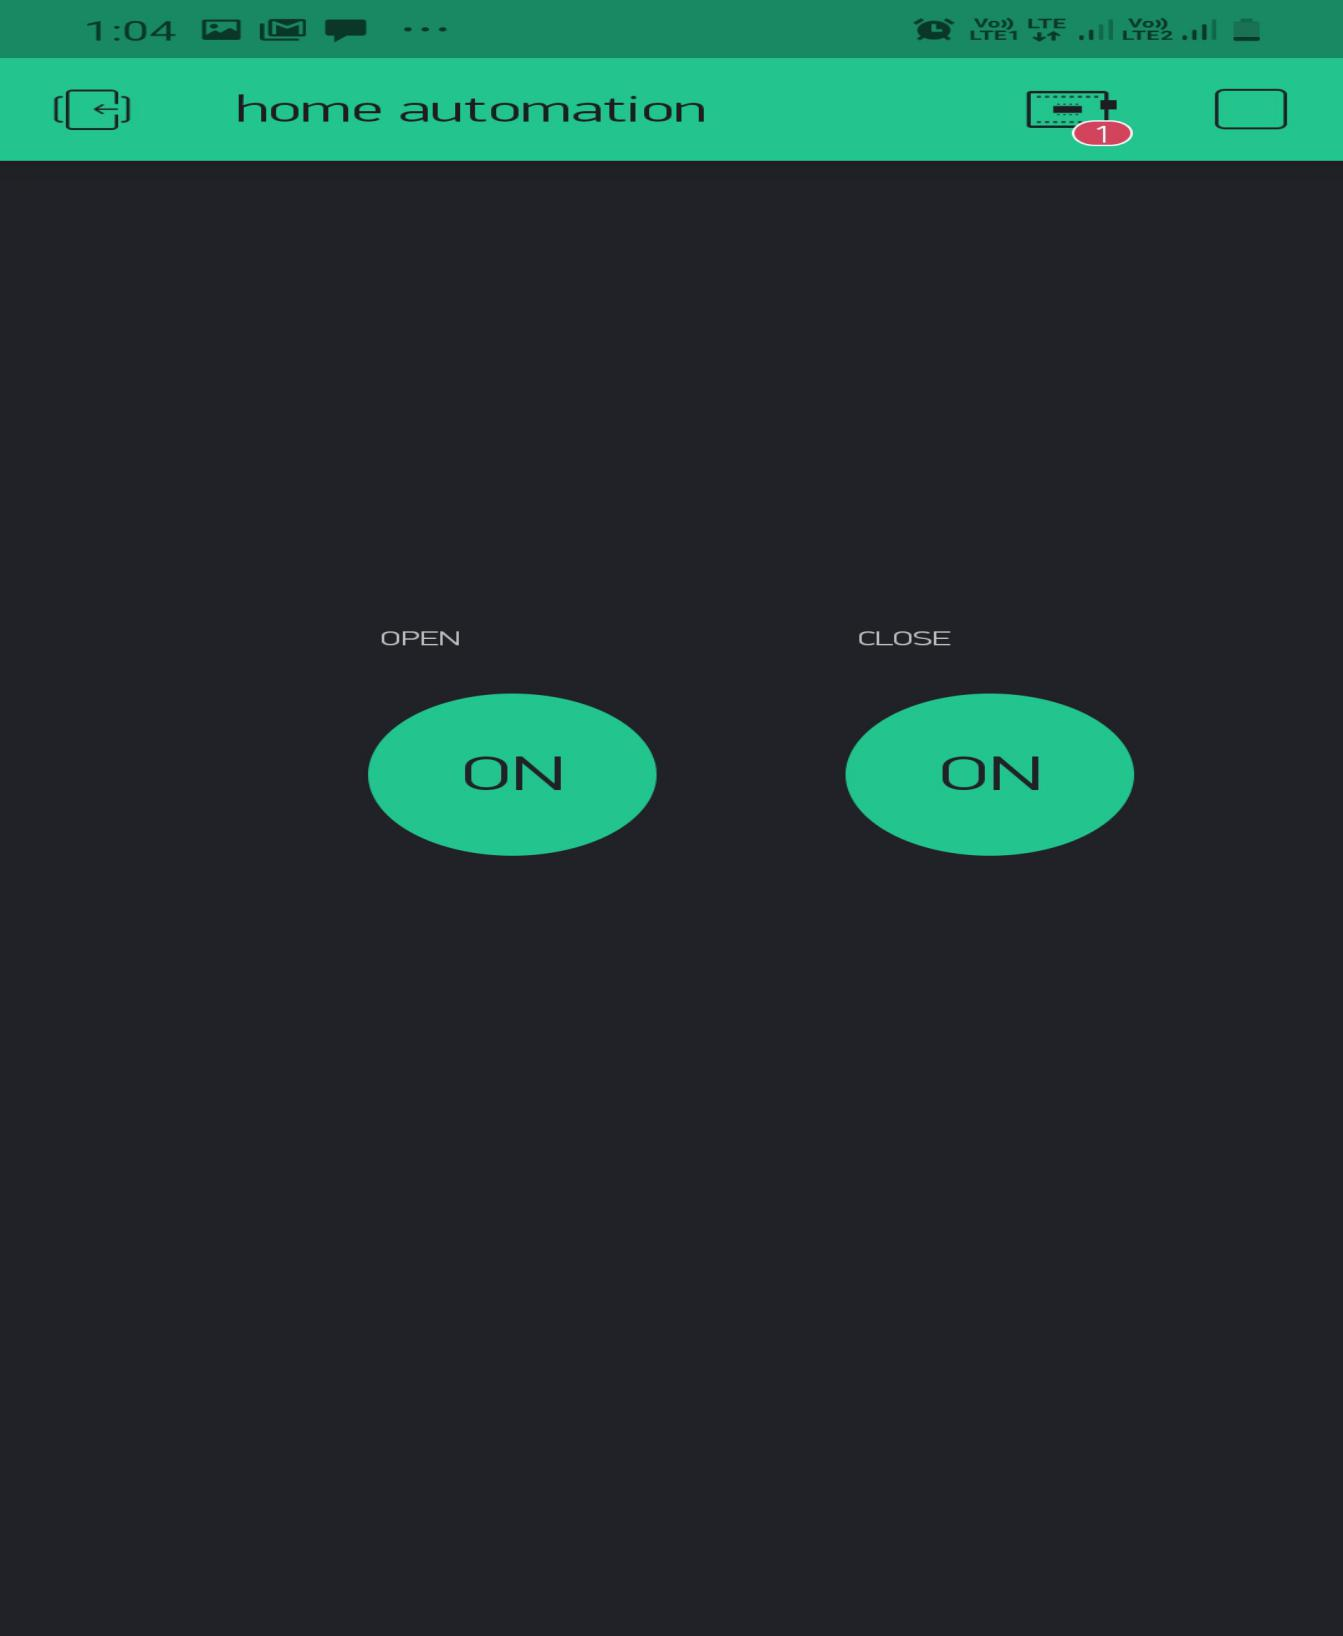 1:04 Vo)) LTE1 LTE Vo)) LTE2
home automation 1
OPEN CLOSE
ON ON